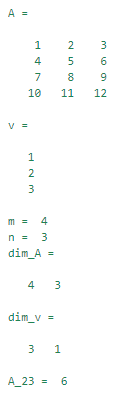 A =
1 2 3
4 5 6
7 8 9
10 11 12
v =
1
2
3
m = 4
n = 3
dim_A =
4 3
dim_v =
3 1
A_23 = 6